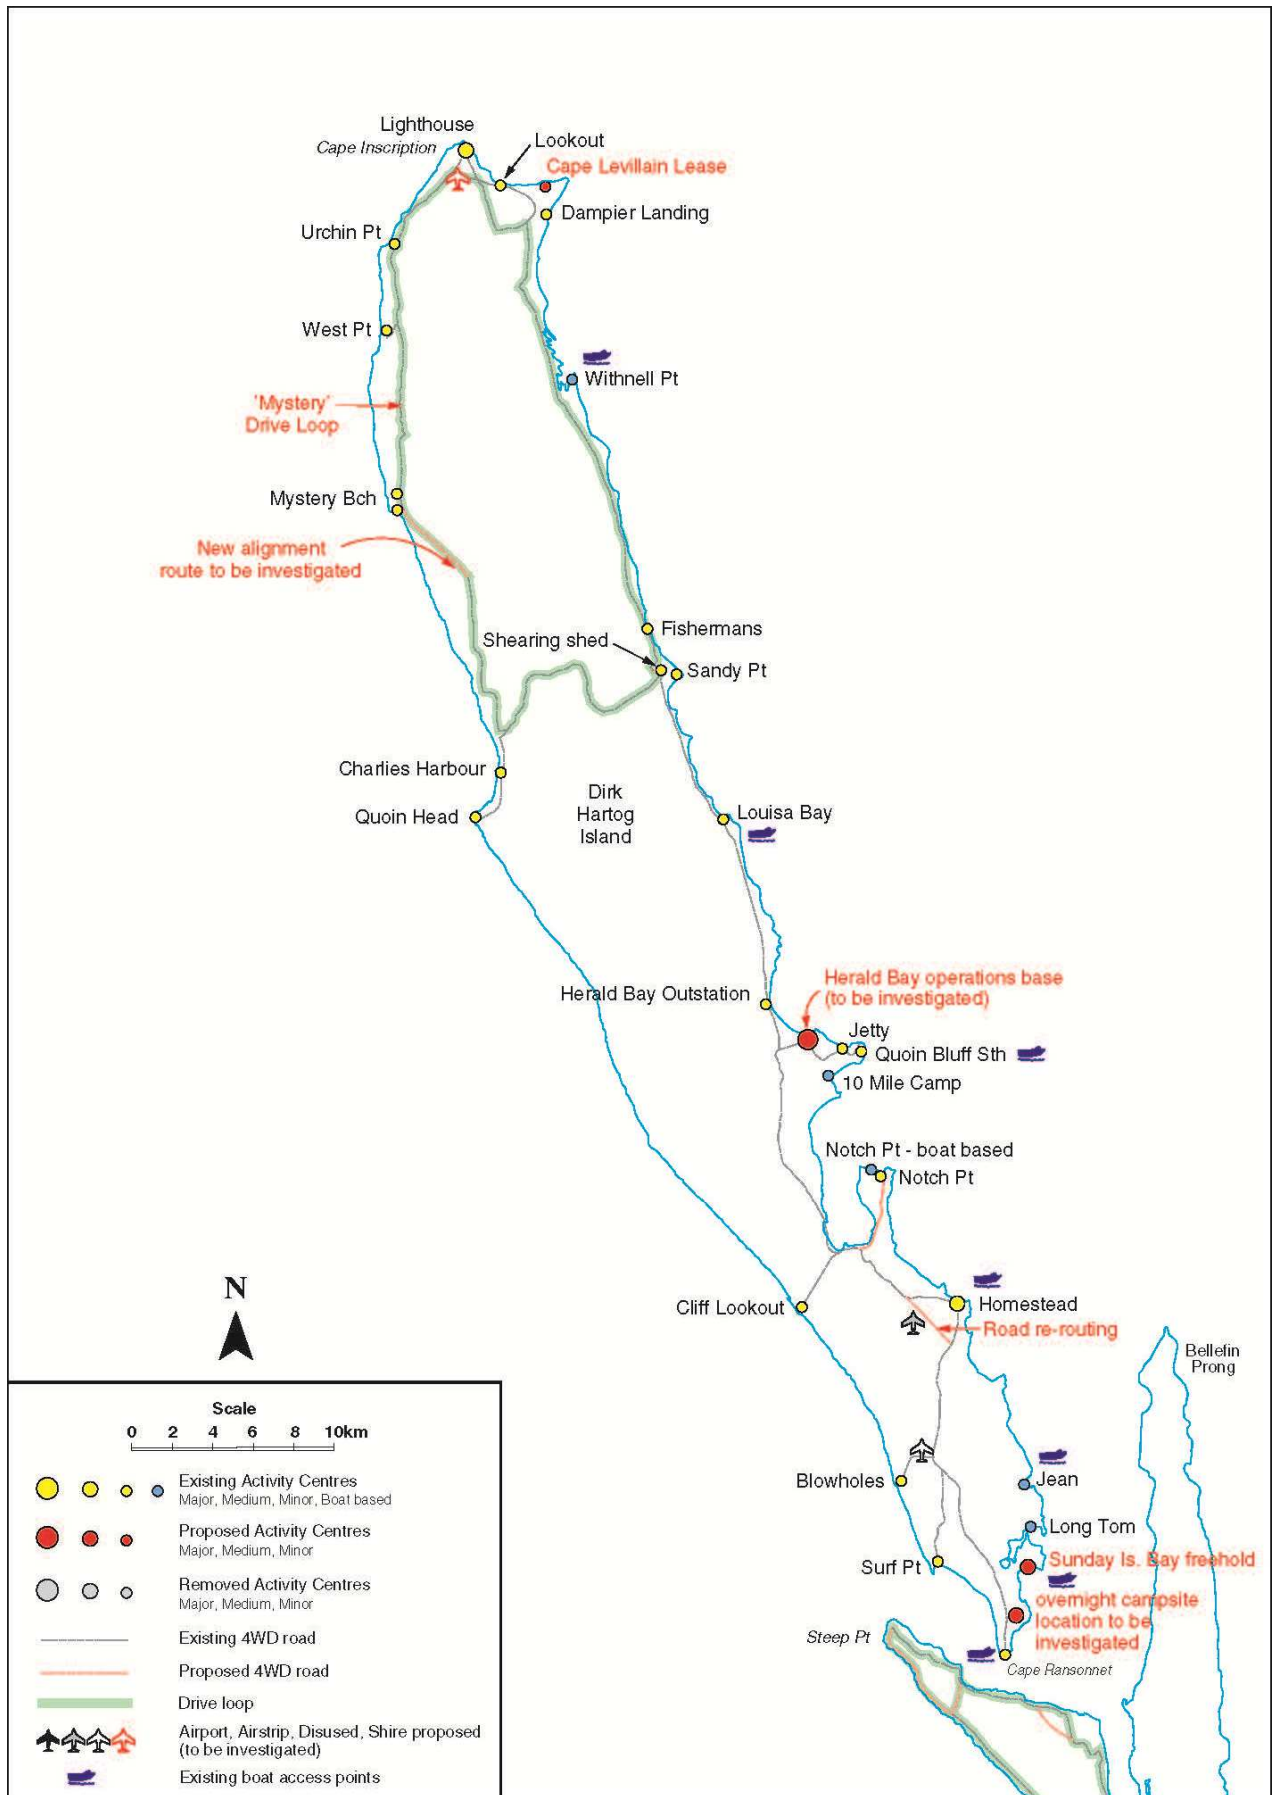 Lighthouse
Cape Inscription
Lookout
Cape Levillain Lease
Dampier Landing
Urchin Pt
West Pt
Withnell Pt
'Mystery'
Drive Loop
Mystery Bch
New alignment
route to be investigated
Fishermans
Shearing shed
Sandy Pt
Charlies Harbour
Quoin Head
Dirk
Hartog
Island
Louisa Bay
Herald Bay operations base
(to be investigated)
Herald Bay Outstation
Jetty
Quoin Bluff Sth
10 Mile Camp
Notch Pt - boat based
Notch Pt
Homestead
Cliff Lookout
Road re-routing
Bellefin
Prong
Blowholes
Jean
Long Tom
Surf Pt
Sunday Is. Bay freehold
overnight campsite
location to be
investigated
Steep Pt
Cape Ransonnet
N
Scale
0 2 4 6 8 10km
Existing Activity Centres
Major, Medium, Minor, Boat based
Proposed Activity Centres
Major, Medium, Minor
Removed Activity Centres
Major, Medium, Minor
Existing 4WD road
Proposed 4WD road
Drive loop
Airport, Airstrip, Disused, Shire proposed
(to be investigated)
Existing boat access points